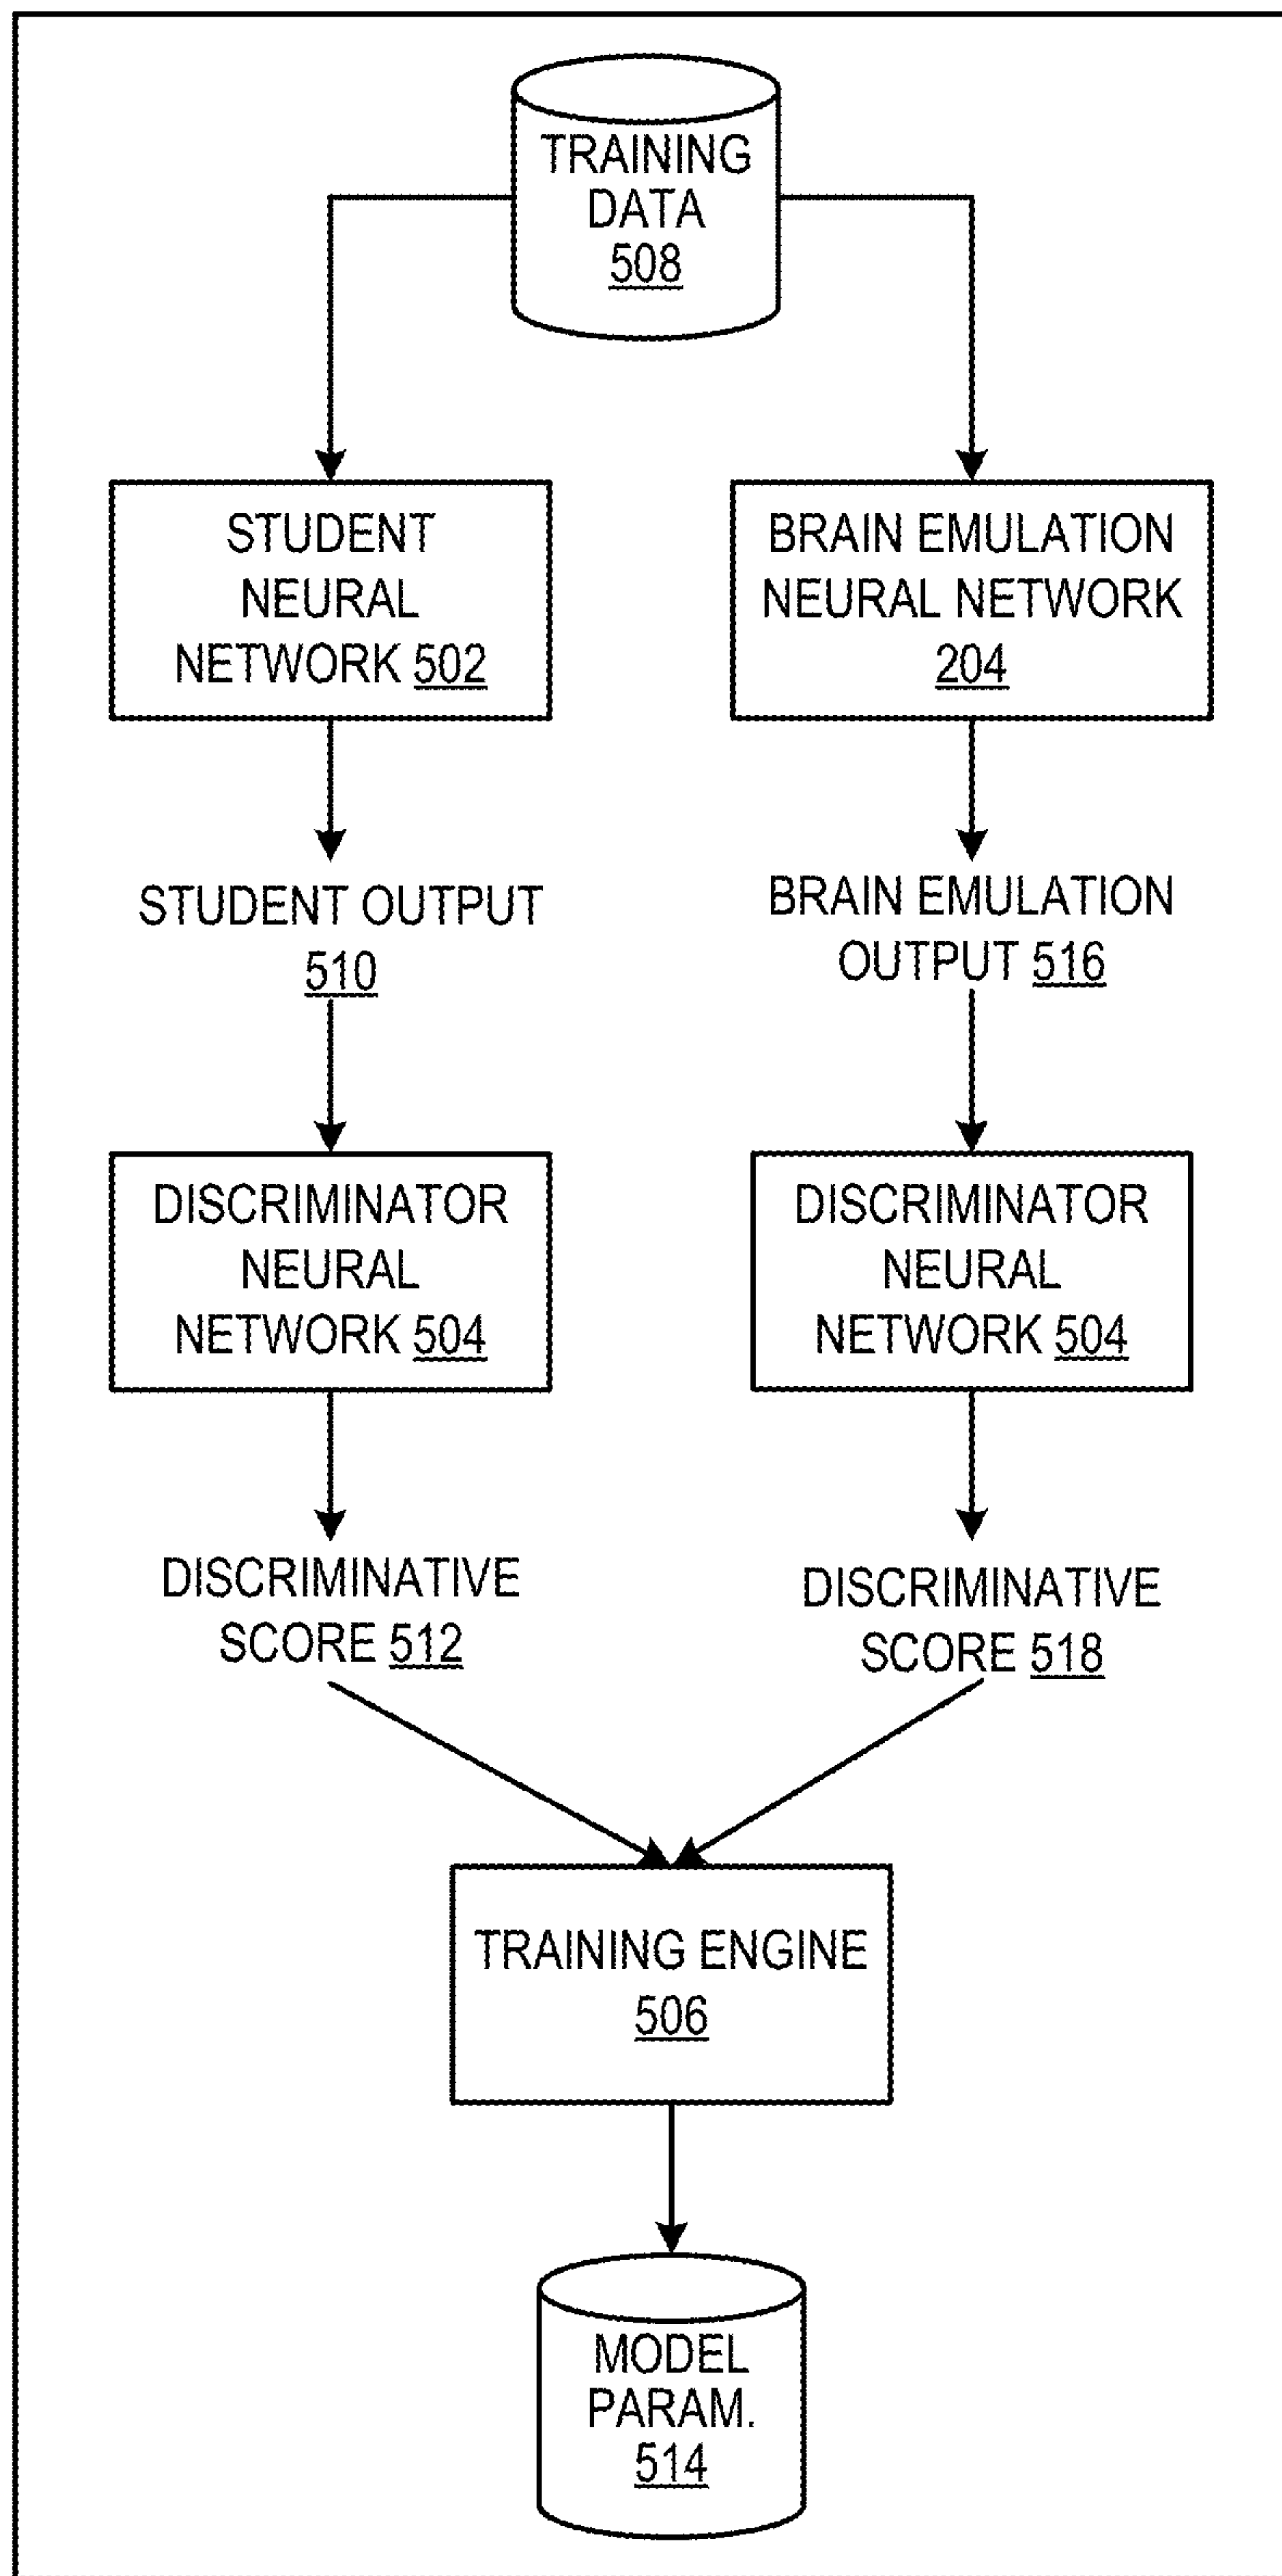 TRAINING
DATA
508
STUDENT
NEURAL
NETWORK 502
BRAIN EMULATION
NEURAL NETWORK
204
STUDENT OUTPUT
510
BRAIN EMULATION
OUTPUT 516
DISCRIMINATOR
NEURAL
NETWORK 504
DISCRIMINATOR
NEURAL
NETWORK 504
DISCRIMINATIVE
SCORE 512
DISCRIMINATIVE
SCORE 518
TRAINING ENGINE
506
MODEL
PARAM.
514